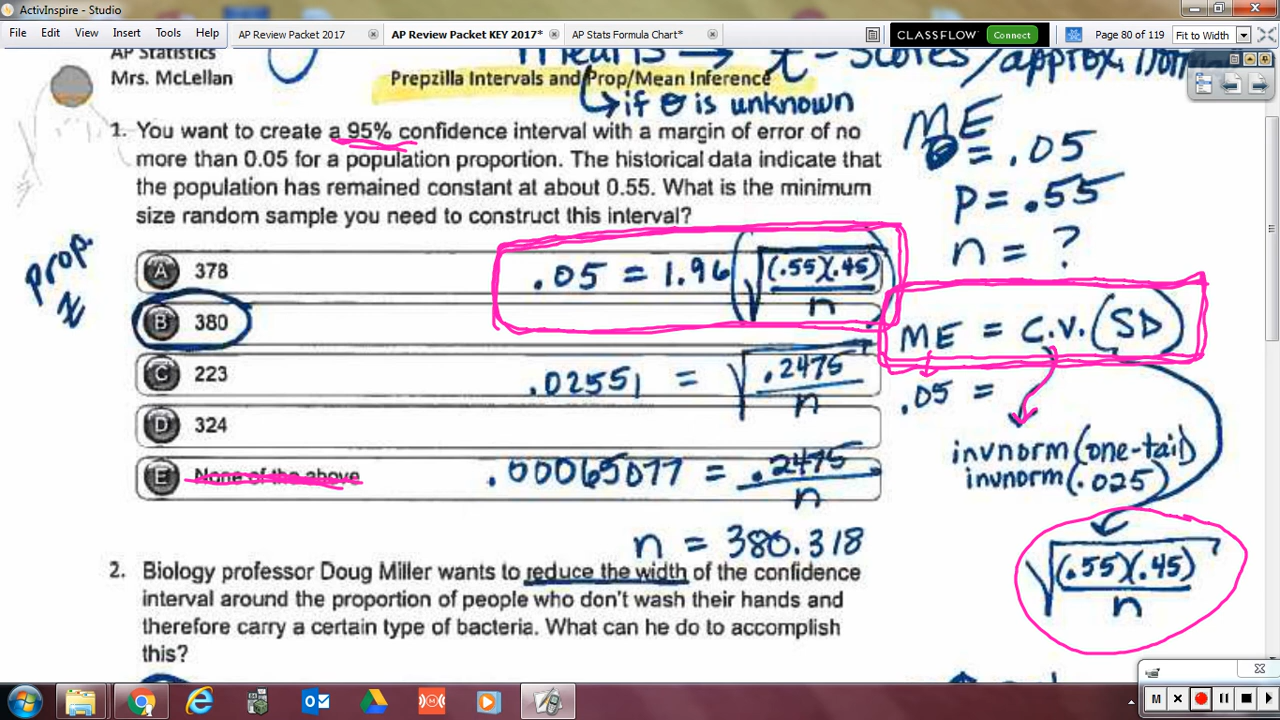 ActivInspire - Studio
File Edit View Insert Tools Help
AP Review Packet 2017
AP Review Packet KEY 2017*
AP Stats Formula Chart*
CLASSFLOW Connect
Page 80 of 119
Fit to Width
AP Statistics
Mrs. McLellan
means → t - scores/approx. normal
Prepzilla Intervals and Prop/Mean Inference
if σ is unknown
1. You want to create a 95% confidence interval with a margin of error of no
more than 0.05 for a population proportion. The historical data indicate that
the population has remained constant at about 0.55. What is the minimum
size random sample you need to construct this interval?
ME
= .05
p = .55
n = ?
prop.
z
A 378
B 380
C 223
D 324
E None of the above
.05 = 1.96 (√(.55)(.45)/n)
.02551 = √.2475/n
.00065077 = .2475/n
n = 380.318
ME = C.V. (SD)
.05 =
invnorm(one-tail)
invnorm(.025)
√(.55)(.45)/n
2. Biology professor Doug Miller wants to reduce the width of the confidence
interval around the proportion of people who don't wash their hands and
therefore carry a certain type of bacteria. What can he do to accomplish
this?
M